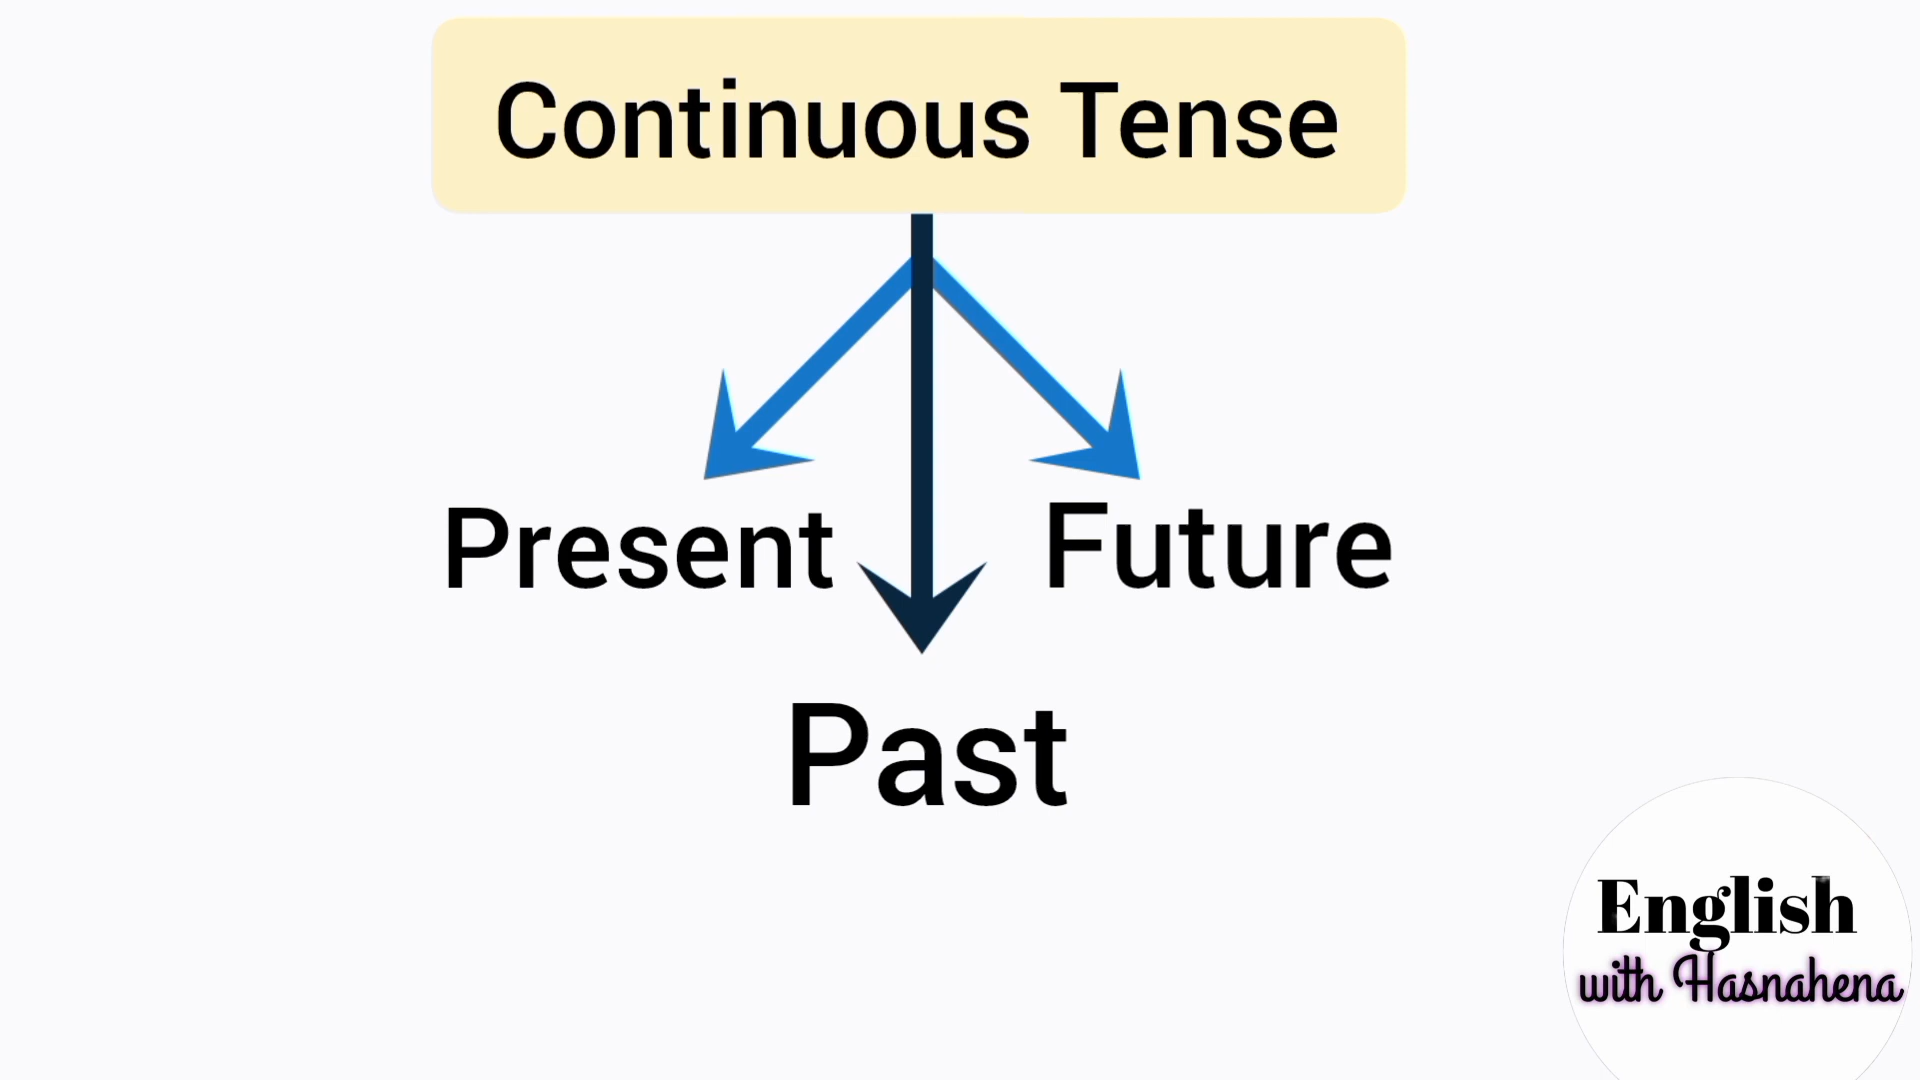 Continuous Tense
Present
Future
Past
English
with Hasnahena